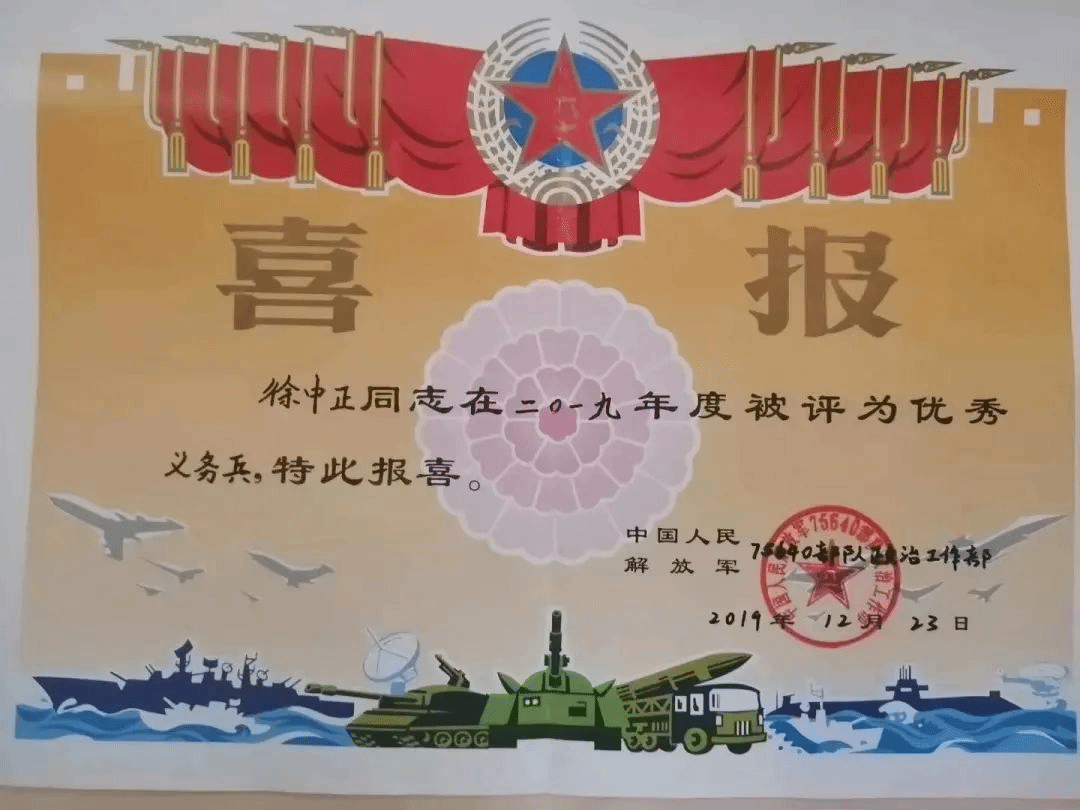 喜报
徐中正同志在二〇一九年度被评为优秀
义务兵，特此报喜。
中国人民
解放军
75640部队政治工作部
2019年12月23日